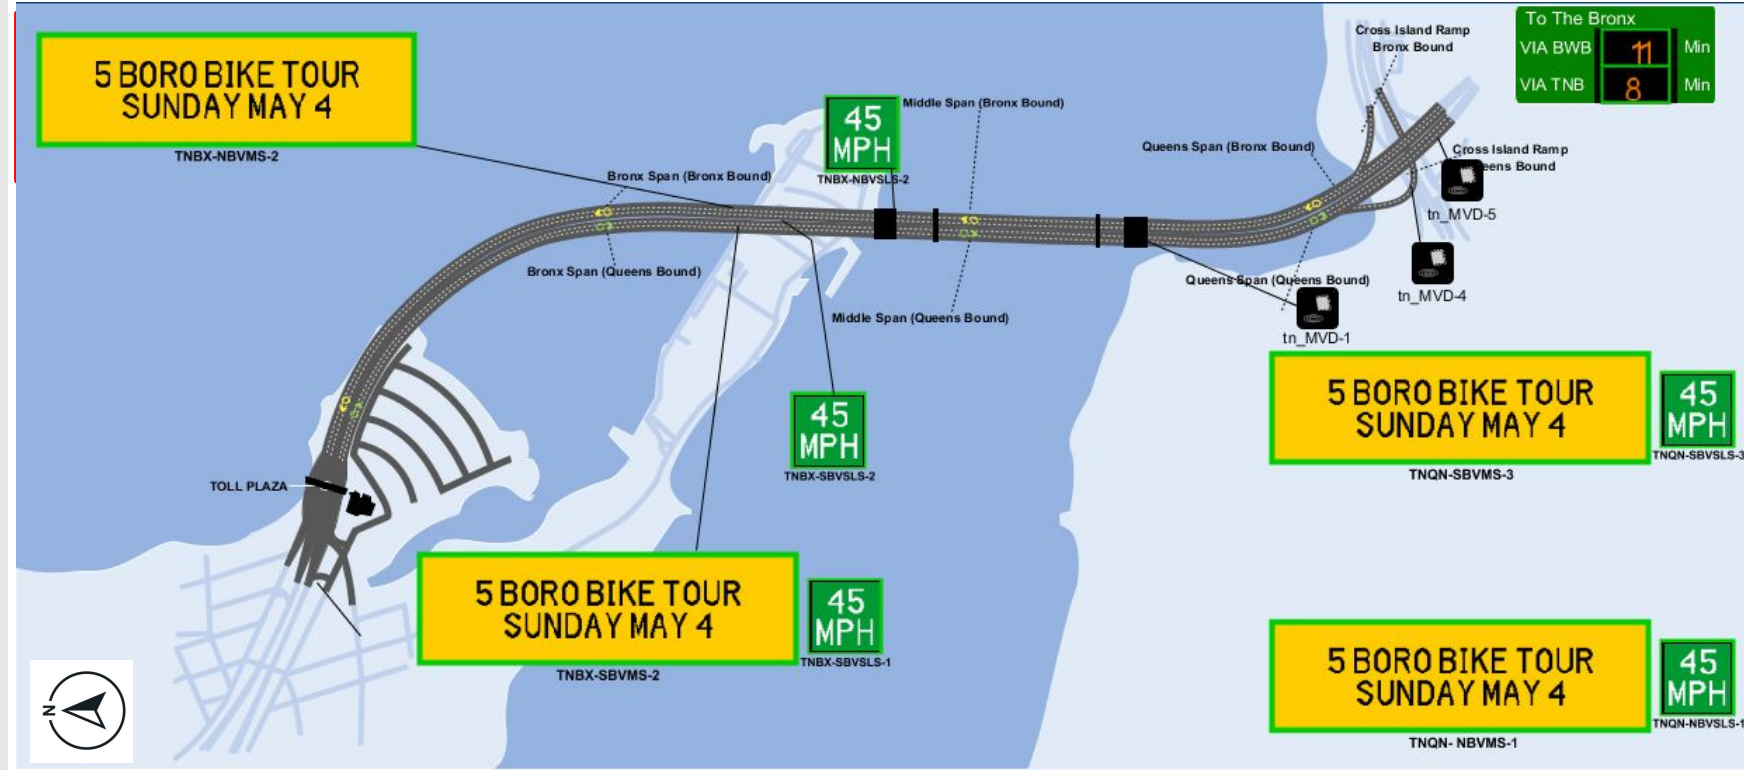 5 BORO BIKE TOUR
SUNDAY MAY 4
TNBX-NBVMS-2
45
MPH
TNBX-NBVSLS-2
Middle Span (Bronx Bound)
Bronx Span (Bronx Bound)
Bronx Span (Queens Bound)
Middle Span (Queens Bound)
Cross Island Ramp
Bronx Bound
To The Bronx
VIA BWB 11 Min
VIA TNB 8 Min
Queens Span (Bronx Bound)
Cross Island Ramp
eens Bound
tn_MVD-5
tn_MVD-4
Queens Span (Queens Bound)
tn_MVD-1
5 BORO BIKE TOUR
SUNDAY MAY 4
TNQN-SBVMS-3
45
MPH
TNQN-SBVSLS-3
45
MPH
TNBX-SBVSLS-2
TOLL PLAZA
5 BORO BIKE TOUR
SUNDAY MAY 4
TNBX-SBVMS-2
45
MPH
TNBX-SBVSLS-1
5 BORO BIKE TOUR
SUNDAY MAY 4
TNQN- NBVMS-1
45
MPH
TNQN-NBVSLS-1
N